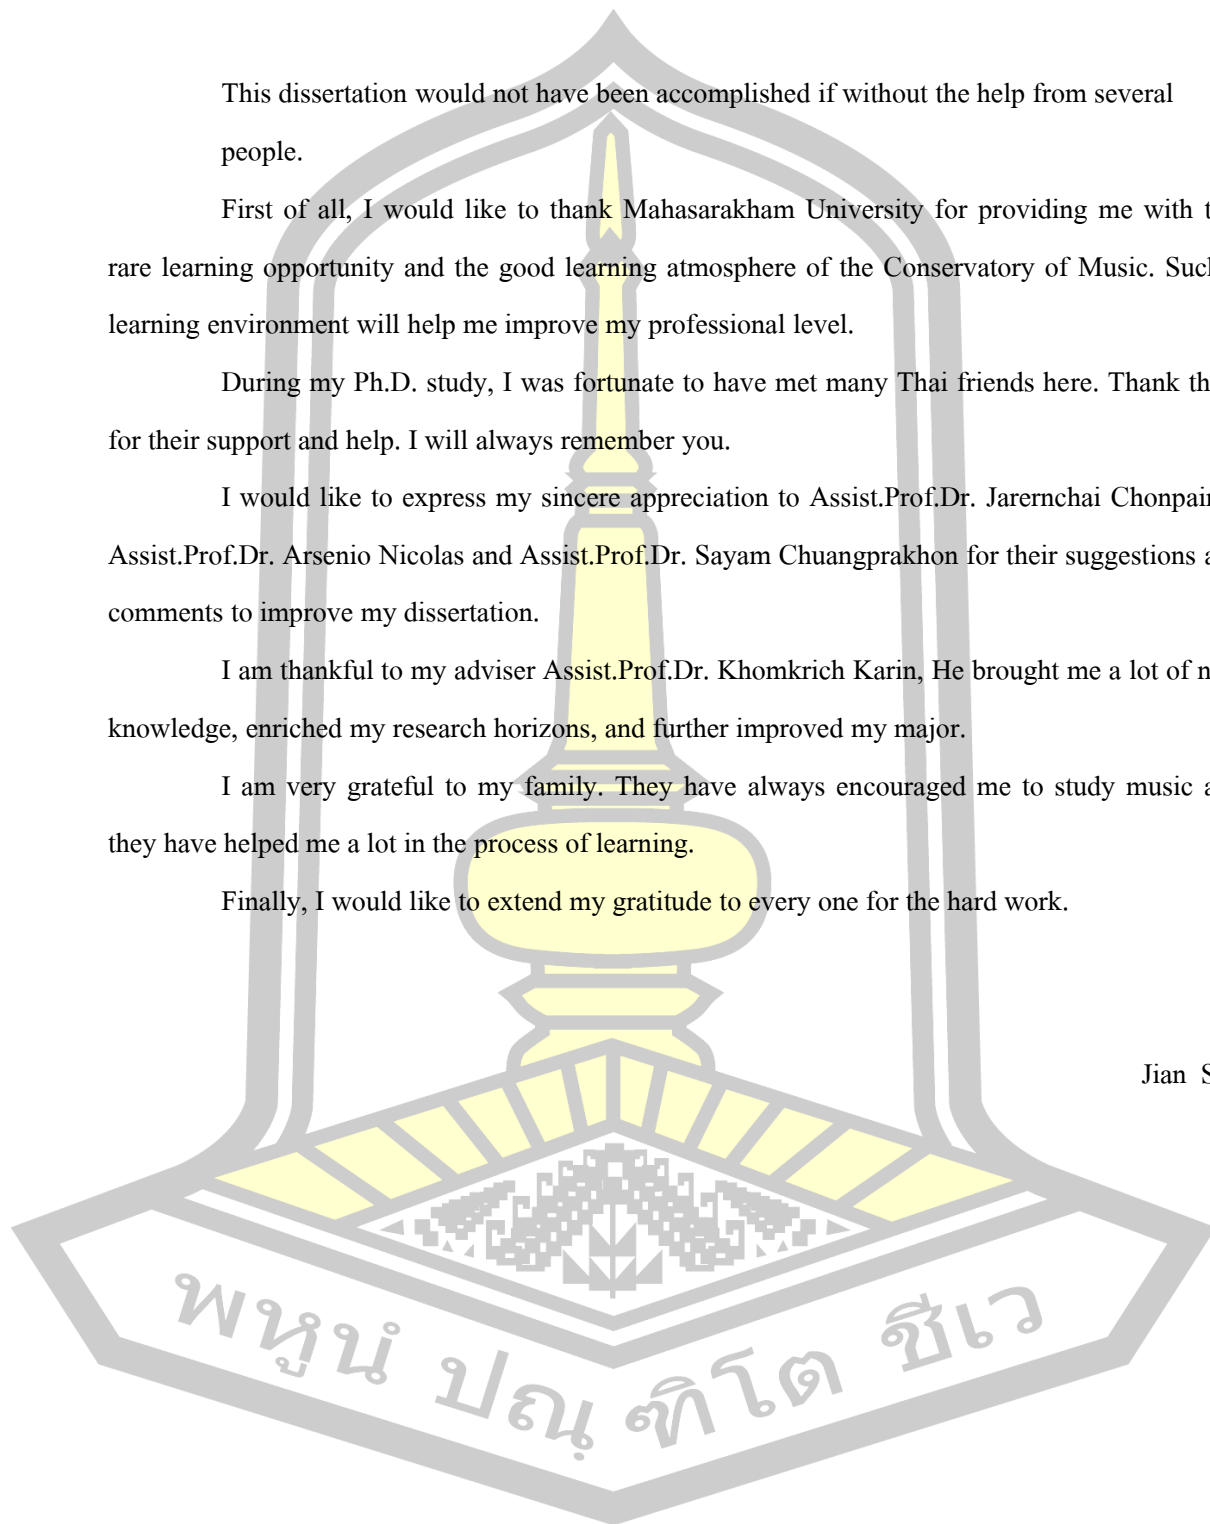 This dissertation would not have been accomplished if without the help from several
people.
First of all, I would like to thank Mahasarakham University for providing me with
rare learning opportunity and the good learning atmosphere of the Conservatory of Music.
learning environment will help me improve my professional level.
During my Ph.D. study, I was fortunate to have met many Thai friends here. Thank
for their support and help. I will always remember you.
I would like to express my sincere appreciation to Assist.Prof.Dr. Jarernchai
Assist.Prof.Dr. Arsenio Nicolas and Assist.Prof.Dr. Sayam Chuangprakhon for their suggestions
comments to improve my dissertation.
I am thankful to my adviser Assist.Prof.Dr. Khomkrich Karin, He brought me a lot of
knowledge, enriched my research horizons, and further improved my major.
I am very grateful to my family. They have always encouraged me to study music
they have helped me a lot in the process of learning.
Finally, I would like to extend my gratitude to every one for the hard work.
Jian
พหูนํ ปณฺฑิโต ชีเว